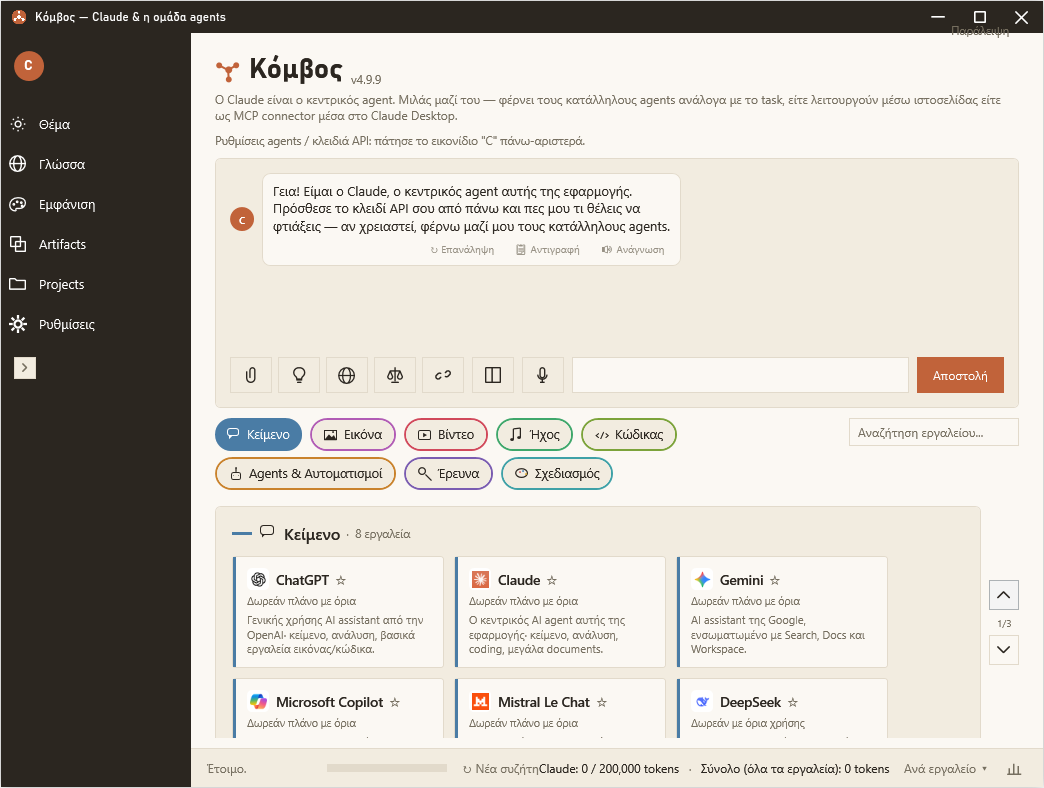 Κόμβος — Claude & η ομάδα agents
Παράλειψη
C
Θέμα
Γλώσσα
Εμφάνιση
Artifacts
Projects
Ρυθμίσεις
Κόμβος v4.9.9
Ο Claude είναι ο κεντρικός agent. Μιλάς μαζί του — φέρνει τους κατάλληλους agents ανάλογα με το task, είτε λειτουργούν μέσω ιστοσελίδας είτε
ως MCP connector μέσα στο Claude Desktop.
Ρυθμίσεις agents / κλειδιά API: πάτησε το εικονίδιο "C" πάνω-αριστερά.
C
Γεια! Είμαι ο Claude, ο κεντρικός agent αυτής της εφαρμογής.
Πρόσθεσε το κλειδί API σου από πάνω και πες μου τι θέλεις να
φτιάξεις — αν χρειαστεί, φέρνω μαζί μου τους κατάλληλους agents.
↻ Επανάληψη Αντιγραφή Ανάγνωση
Αποστολή
Κείμενο Εικόνα Βίντεο Ήχος </> Κώδικας
Αναζήτηση εργαλείου...
Agents & Αυτοματισμοί Έρευνα Σχεδιασμός
Κείμενο · 8 εργαλεία
ChatGPT ☆
Δωρεάν πλάνο με όρια
Γενικής χρήσης AI assistant από την
OpenAI· κείμενο, ανάλυση, βασικά
εργαλεία εικόνας/κώδικα.
Claude ☆
Δωρεάν πλάνο με όρια
Ο κεντρικός AI agent αυτής της
εφαρμογής· κείμενο, ανάλυση,
coding, μεγάλα documents.
Gemini ☆
Δωρεάν πλάνο με όρια
AI assistant της Google,
ενσωματωμένο με Search, Docs και
Workspace.
1/3
Microsoft Copilot ☆
Δωρεάν πλάνο με όρια
Mistral Le Chat ☆
Δωρεάν πλάνο με όρια
DeepSeek ☆
Δωρεάν με όρια χρήσης
Έτοιμο.
↻ Νέα συζήτη
Claude: 0 / 200,000 tokens · Σύνολο (όλα τα εργαλεία): 0 tokens
Ανά εργαλείο ▾